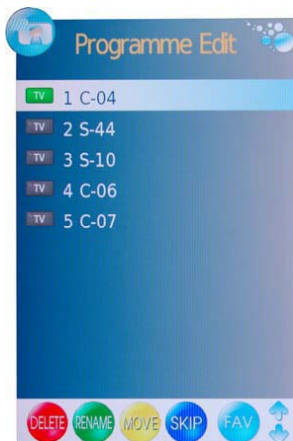 Programme Edit
TV 1 C-04
TV 2 S-44
TV 3 S-10
TV 4 C-06
TV 5 C-07
DELETE RENAME MOVE SKIP FAV